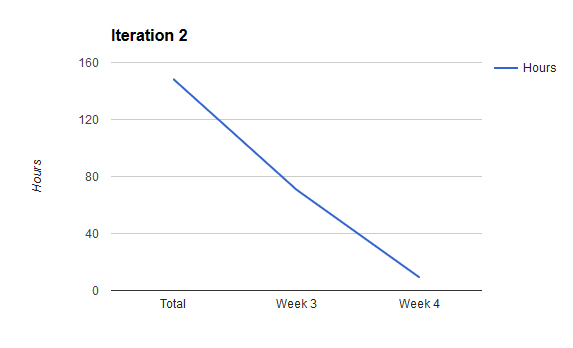 Iteration 2
Hours
160
120
80
40
0
Hours
Total
Week 3
Week 4